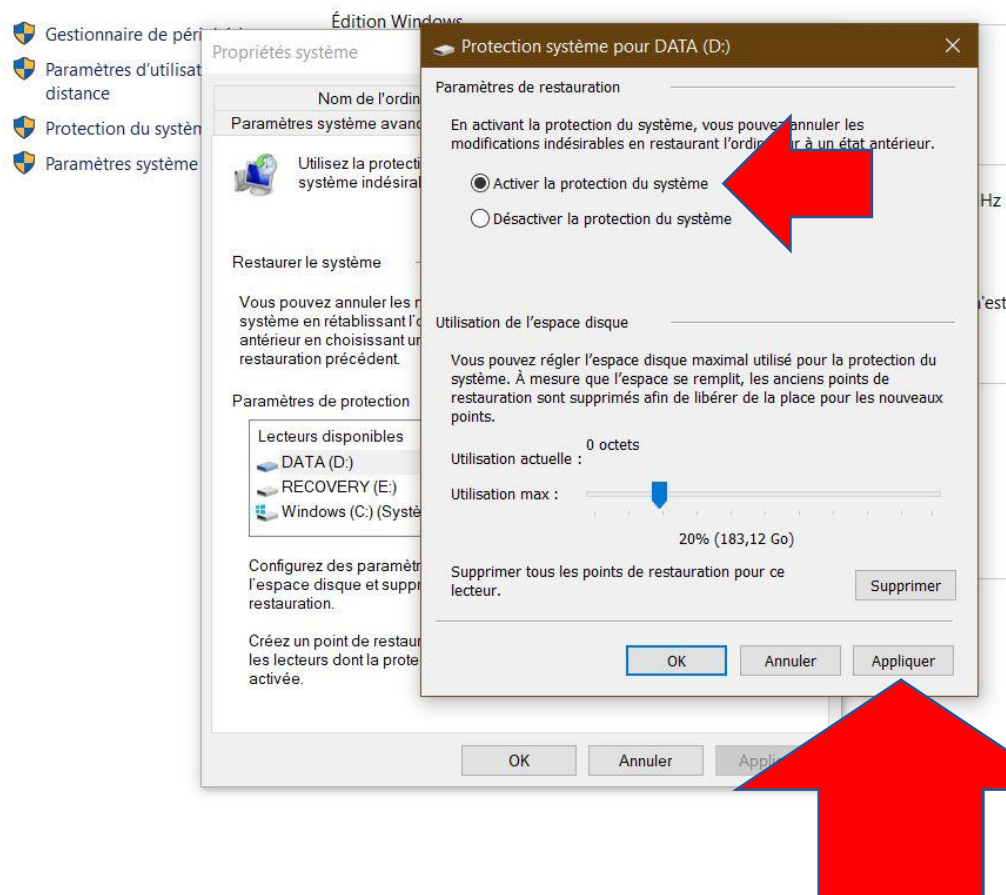 Édition Windows
Gestionnaire de péri
Paramètres d'utilisat
distance
Protection du systèm
Paramètres système
Propriétés système
Nom de l'ordin
Paramètres système avanc
Utilisez la protecti
système indésiral
Restaurer le système
Vous pouvez annuler les
système en rétablissant l'o
antérieur en choisissant un
restauration précédent.
Paramètres de protection
Lecteurs disponibles
DATA (D:)
RECOVERY (E:)
Windows (C:) (Systè
Configurez des paramètr
l'espace disque et suppr
restauration.
Créez un point de restaur
les lecteurs dont la prote
activée.
OK
Annuler
Appli
Protection système pour DATA (D:)
Paramètres de restauration
En activant la protection du système, vous pouvez annuler les
modifications indésirables en restaurant l'ordinateur à un état antérieur.
Activer la protection du système
Désactiver la protection du système
Utilisation de l'espace disque
Vous pouvez régler l'espace disque maximal utilisé pour la protection du
système. À mesure que l'espace se remplit, les anciens points de
restauration sont supprimés afin de libérer de la place pour les nouveaux
points.
0 octets
Utilisation actuelle :
Utilisation max :
20% (183,12 Go)
Supprimer tous les points de restauration pour ce
lecteur.
Supprimer
OK
Annuler
Appliquer
Hz
'est